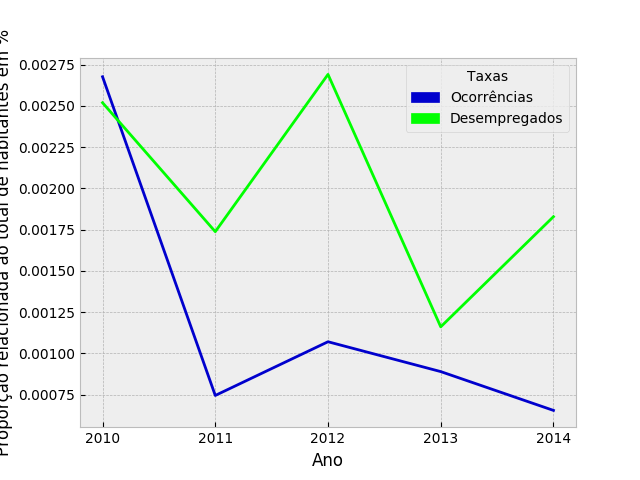 Proporção relacionada ao total de habitantes em %
0.00275
0.00250
0.00225
0.00200
0.00175
0.00150
0.00125
0.00100
0.00075
Taxas
Ocorrências
Desempregados
2010 2011 2012 2013 2014
Ano